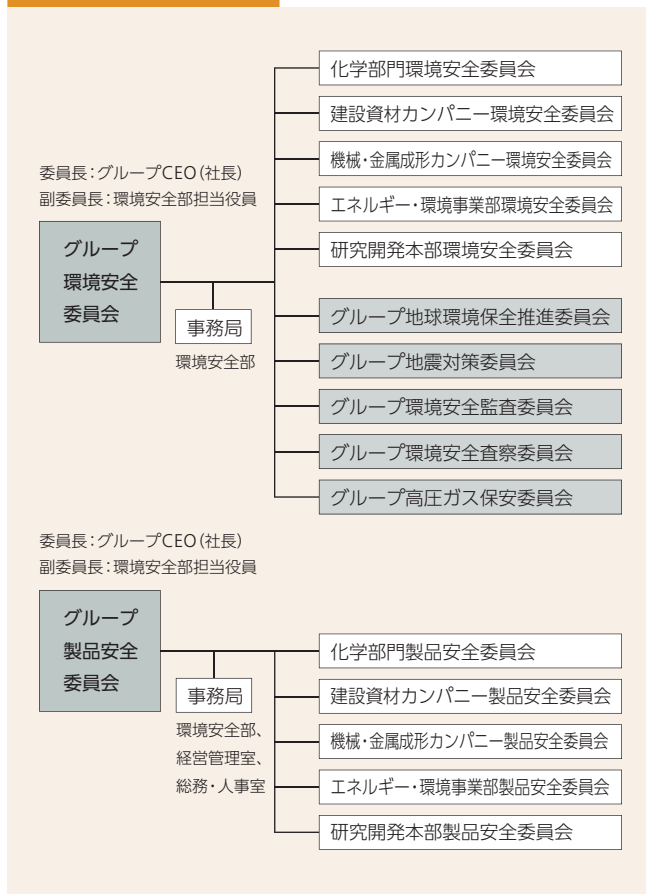 委員長：グループCEO（社長）
副委員長：環境安全部担当役員
グループ
環境安全
委員会
事務局
環境安全部
化学部門環境安全委員会
建設資材カンパニー環境安全委員会
機械・金属成形カンパニー環境安全委員会
エネルギー・環境事業部環境安全委員会
研究開発本部環境安全委員会
グループ地球環境保全推進委員会
グループ地震対策委員会
グループ環境安全監査委員会
グループ環境安全査察委員会
グループ高圧ガス保安委員会
委員長：グループCEO（社長）
副委員長：環境安全部担当役員
グループ
製品安全
委員会
事務局
環境安全部、
経営管理室、
総務・人事室
化学部門製品安全委員会
建設資材カンパニー製品安全委員会
機械・金属成形カンパニー製品安全委員会
エネルギー・環境事業部製品安全委員会
研究開発本部製品安全委員会